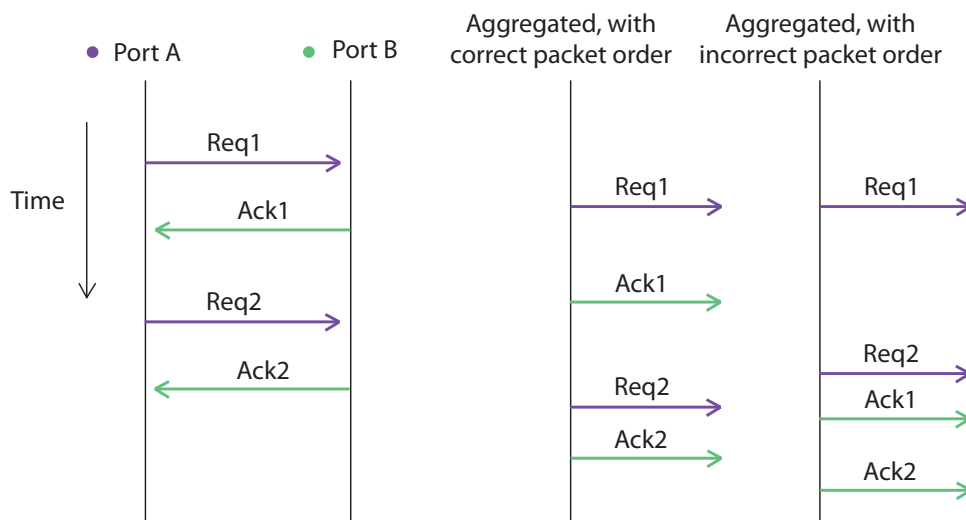 Port A
Port B
Aggregated, with
correct packet order
Aggregated, with
incorrect packet order
Time
Req1
Ack1
Req2
Ack2
Req1
Ack1
Req2
Ack2
Req1
Req2
Ack1
Ack2